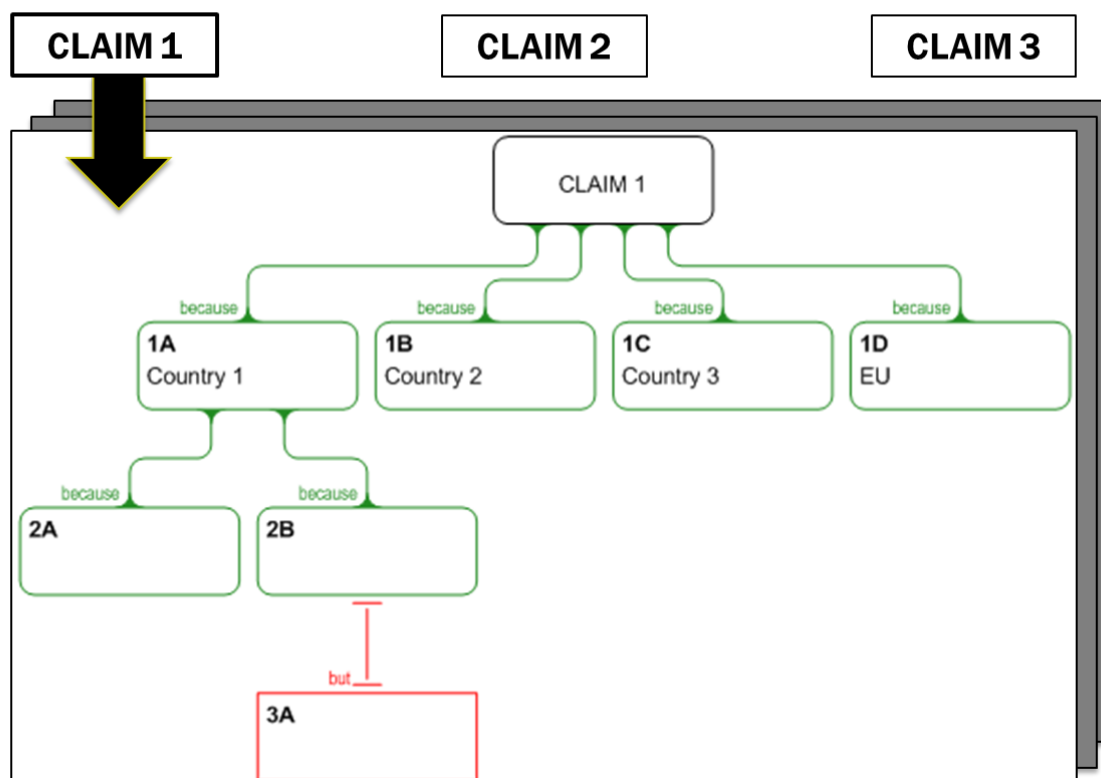 CLAIM 1
CLAIM 2
CLAIM 3
CLAIM 1
because
because
because
because
1A
Country 1
1B
Country 2
1C
Country 3
1D
EU
because
because
2A
2B
but
3A